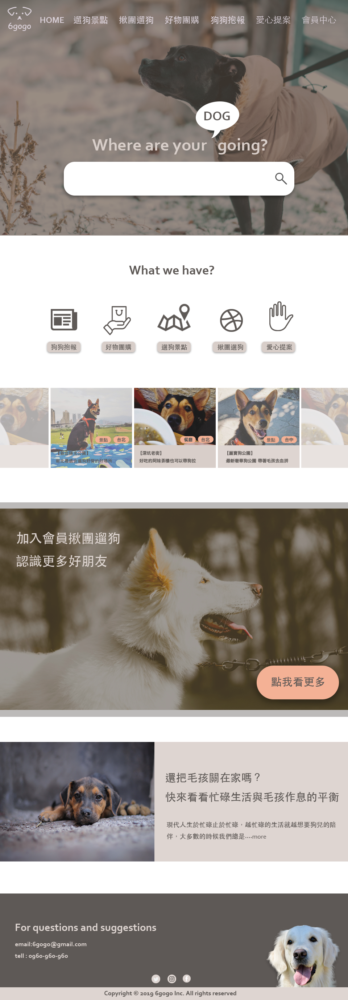 6gogo
HOME 遛狗景點 揪團遛狗 好物團購 狗狗抱報 愛心提案 會員中心
DOG
Where are your going?
What we have?
狗狗抱報 好物團購 遛狗景點 揪團遛狗 愛心提案
景點 台北
【新店陽光公園】
新北最適合遛狗野餐的好場所
餐廳 台北
【深坑老街】
好吃的阿妹茶樓也可以帶狗拉
景點 台中
【麗寶狗公園】
最新奢華狗公園 帶著毛孩去血拼
加入會員揪團遛狗
認識更多好朋友
點我看更多
還把毛孩關在家嗎？
快來看看忙碌生活與毛孩作息的平衡
現代人生於忙碌止於忙碌，越忙碌的生活就越想要狗兒的陪
伴，大多數的時候我們總是....more
For questions and suggestions
email:6gogo@gmail.com
tell : 0960-960-960
Copyright © 2019 6gogo Inc. All rights reserved